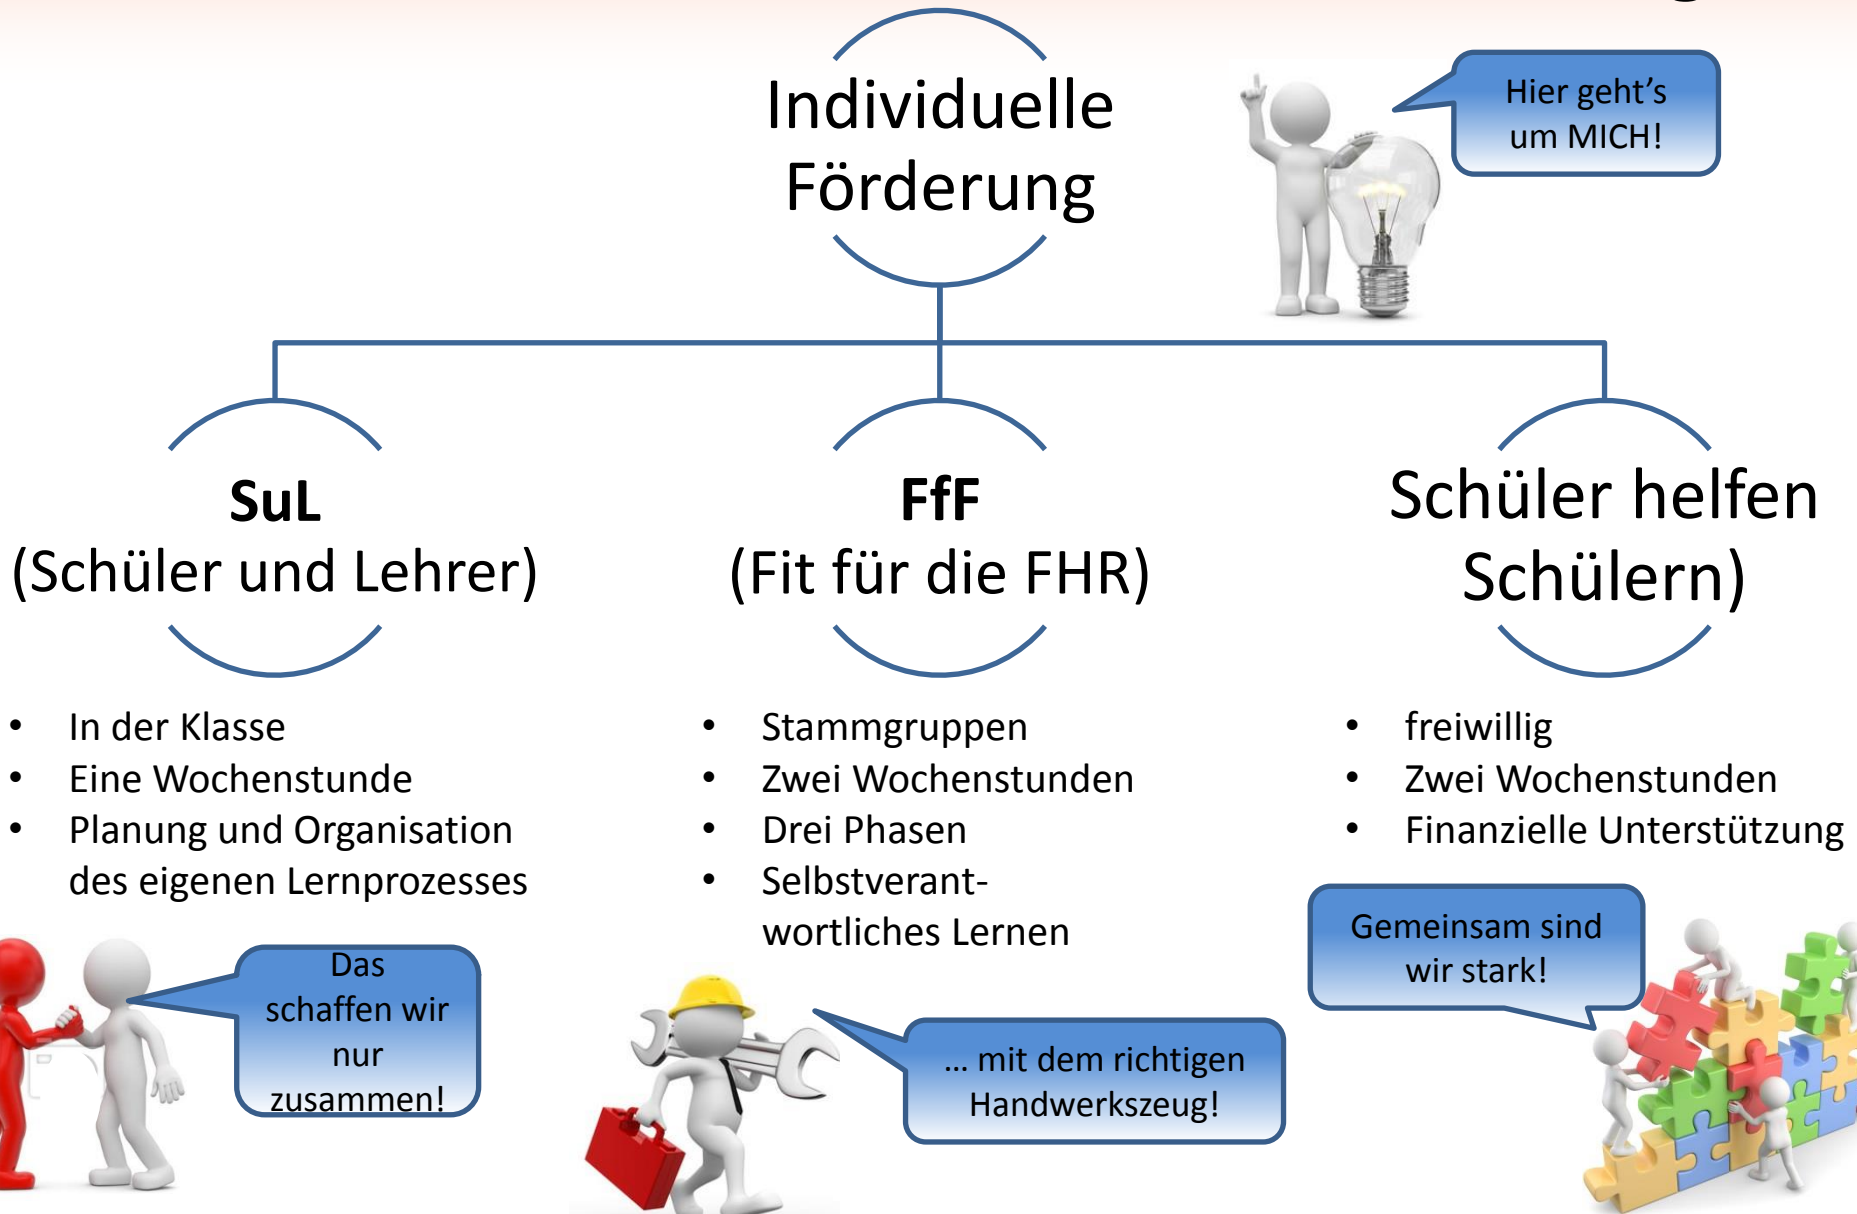 Individuelle
Förderung
Hier geht's
um MICH!
SuL
(Schüler und Lehrer)
FfF
(Fit für die FHR)
Schüler helfen
Schülern)
• In der Klasse
• Eine Wochenstunde
• Planung und Organisation
des eigenen Lernprozesses
• Stammgruppen
• Zwei Wochenstunden
• Drei Phasen
• Selbstverant-
wortliches Lernen
• freiwillig
• Zwei Wochenstunden
• Finanzielle Unterstützung
Das
schaffen wir
nur
zusammen!
... mit dem richtigen
Handwerkszeug!
Gemeinsam sind
wir stark!